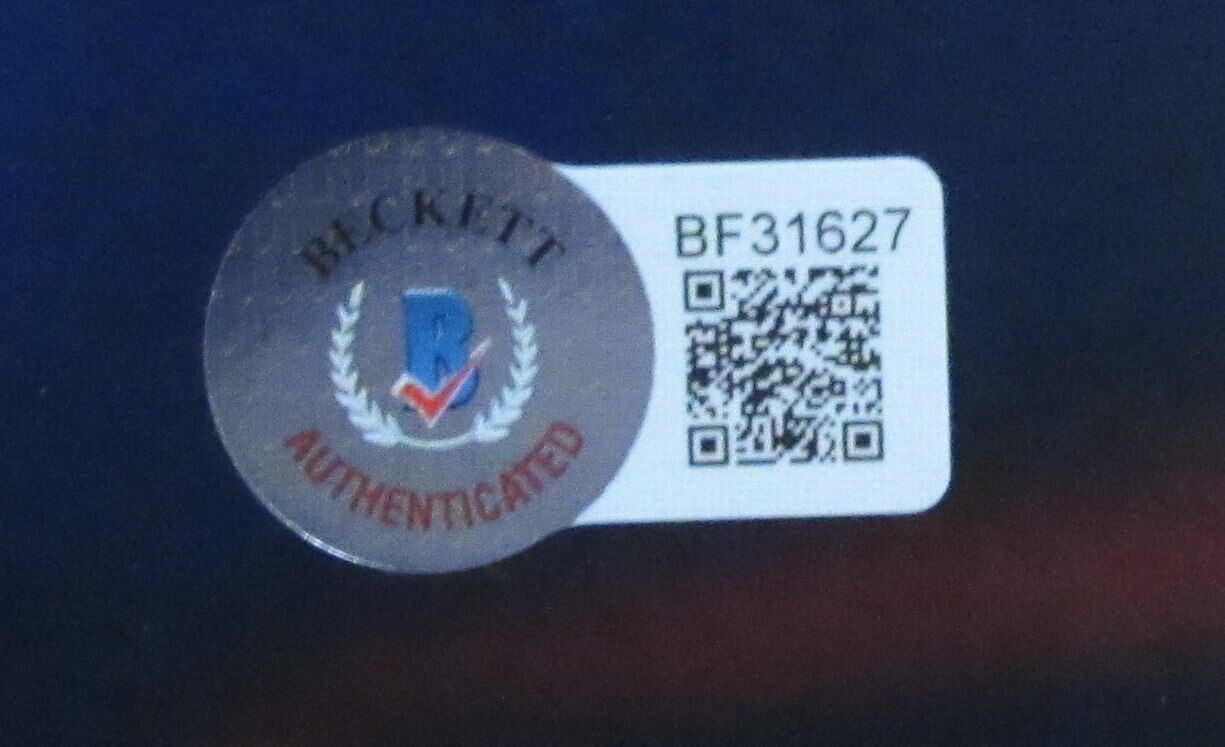 BECKETT
B
AUTHENTICATED
BF31627